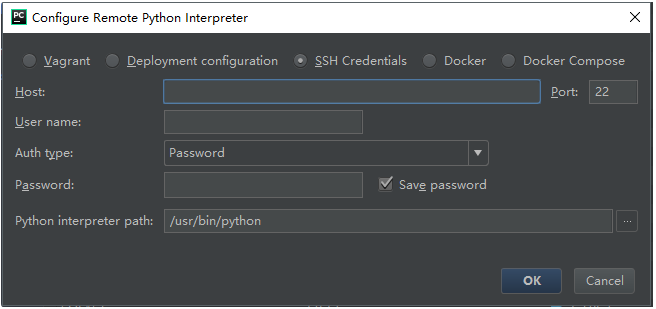 PC Configure Remote Python Interpreter
Vagrant Deployment configuration SSH Credentials Docker Docker Compose
Host: Port: 22
User name:
Auth type: Password
Password: Save password
Python interpreter path: /usr/bin/python ...
OK Cancel